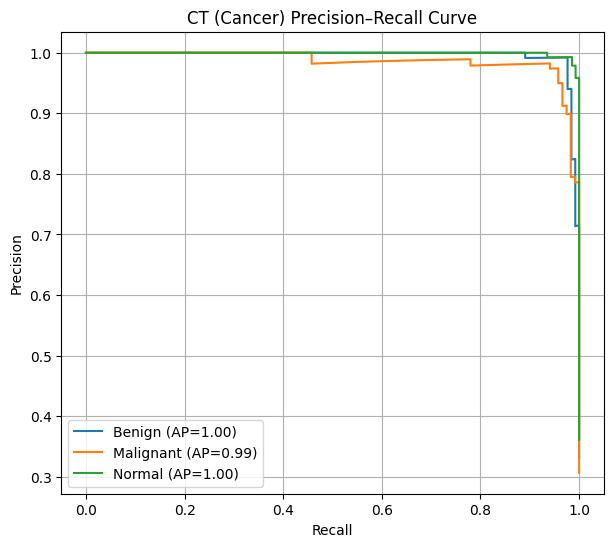 CT (Cancer) Precision–Recall Curve
1.0
0.9
0.8
0.7
0.6
0.5
0.4
0.3
Precision
Benign (AP=1.00)
Malignant (AP=0.99)
Normal (AP=1.00)
0.0 0.2 0.4 0.6 0.8 1.0
Recall